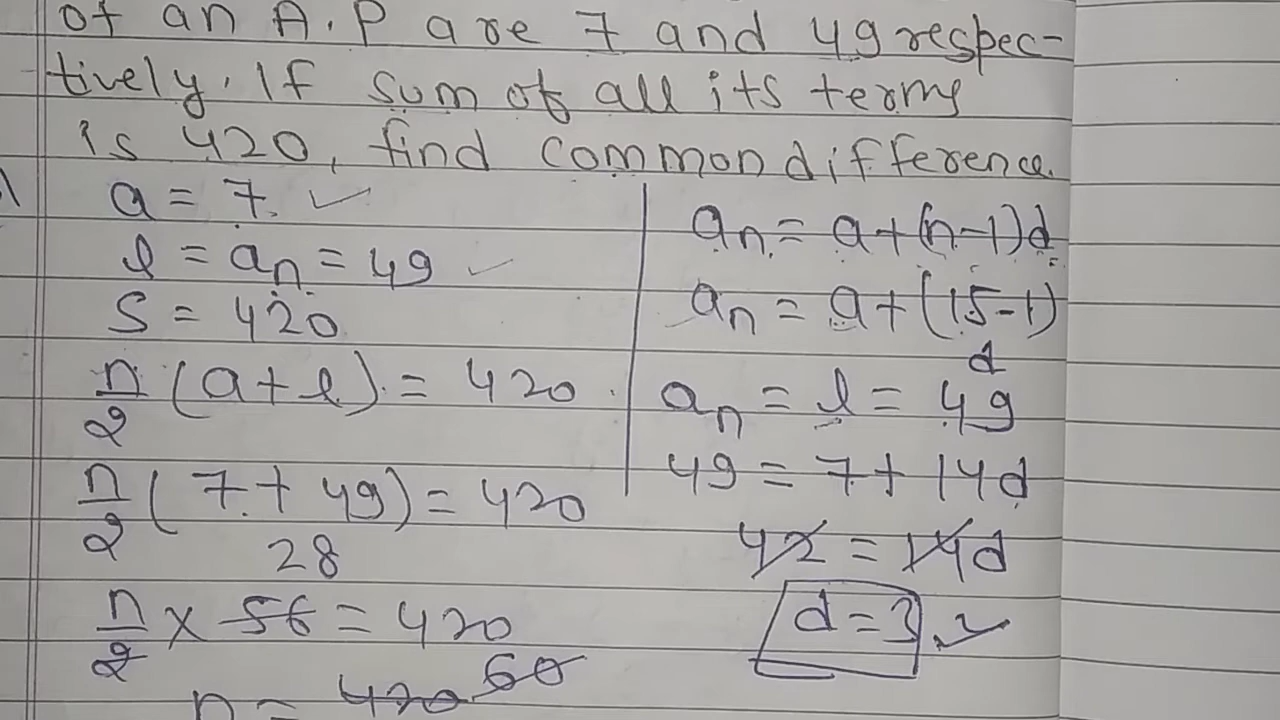 of an A.P are 7 and 49 respec-
tively. If sum of all its terms
is 420, find common difference.
a = 7.
l = an = 49
S = 420
n/2 (a+l) = 420
n/2 (7+49) = 420
28
n/2 × 56 = 420
n = 420 60
an = a+(n-1)d
an = a+(15-1)
d
an = l = 49
49 = 7+14d
42 = 14d
d = 3